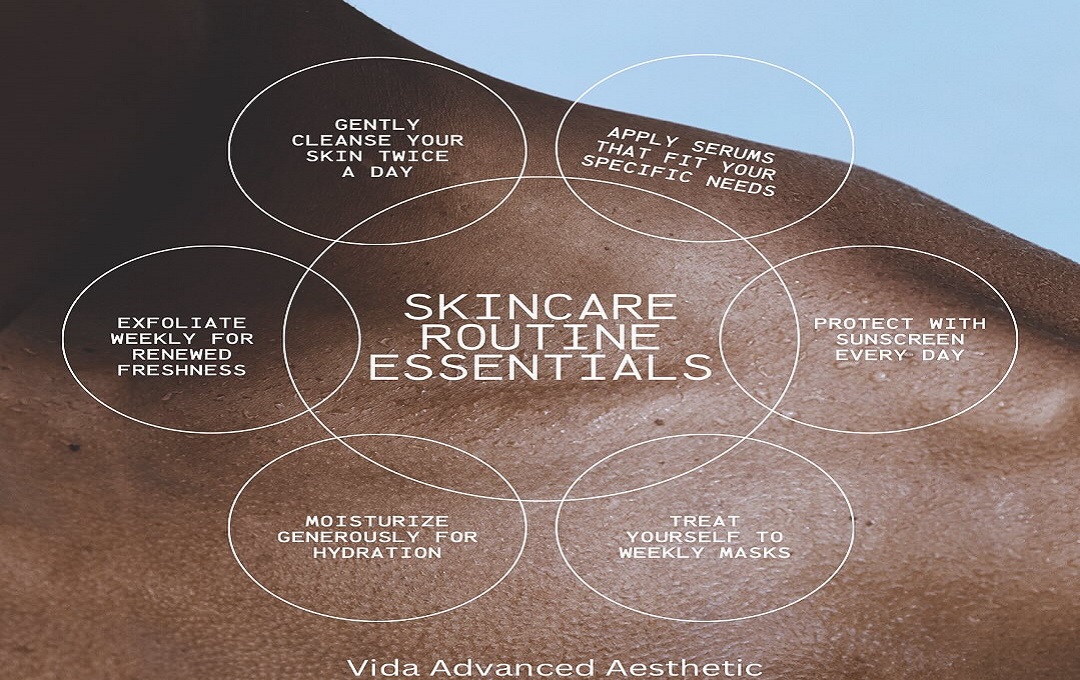 GENTLY
CLEANSE YOUR
SKIN TWICE
A DAY
APPLY SERUMS
THAT FIT YOUR
SPECIFIC NEEDS
EXFOLIATE
WEEKLY FOR
RENEWED
FRESHNESS
SKINCARE
ROUTINE
ESSENTIALS
PROTECT WITH
SUNSCREEN
EVERY DAY
MOISTURIZE
GENEROUSLY FOR
HYDRATION
TREAT
YOURSELF TO
WEEKLY MASKS
Vida Advanced Aesthetic